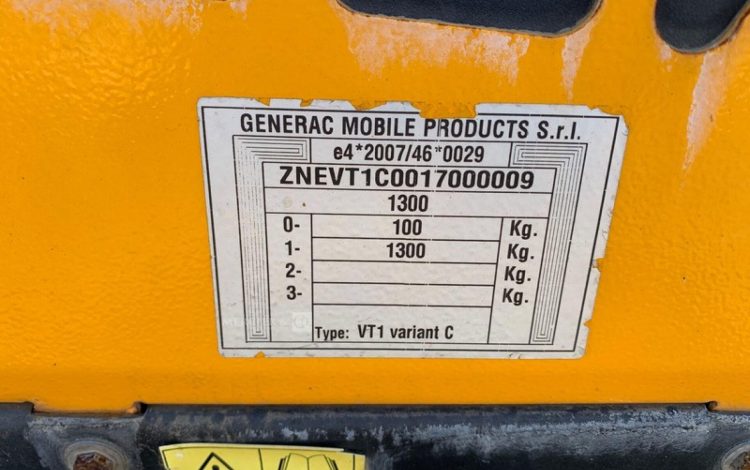 GENERAC MOBILE PRODUCTS S.r.l.
e4*2007/46*0029
ZNEVT1C0017000009
1300
0- 100 Kg.
1- 1300 Kg.
2- Kg.
3- Kg.
Type: VT1 variant C